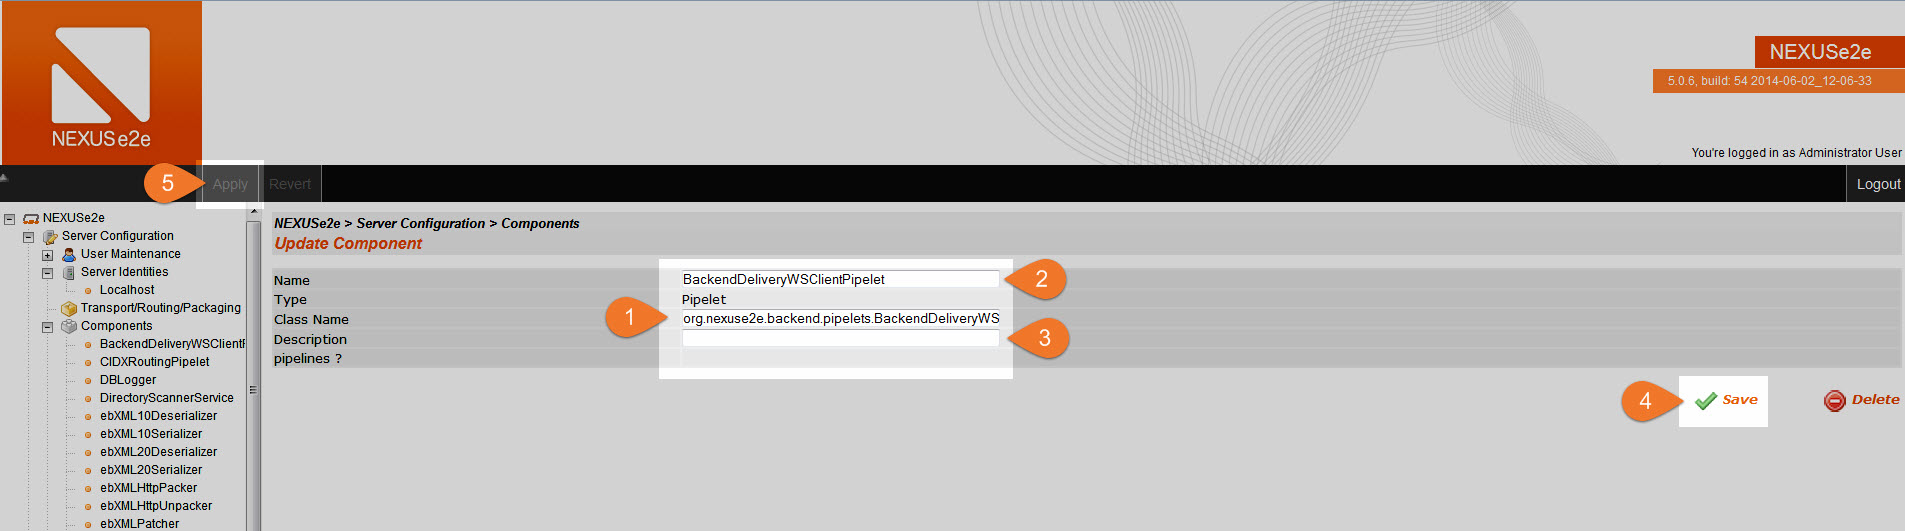 NEXUSe2e
NEXUSe2e
5.0.6, build: 54 2014-06-02_12-06-33
You're logged in as Administrator User
5
Apply
Revert
Logout
NEXUSe2e
Server Configuration
User Maintenance
Server Identities
Localhost
Transport/Routing/Packaging
Components
BackendDeliveryWSClientF
CIDXRoutingPipelet
DBLogger
DirectoryScannerService
ebXML10Deserializer
ebXML10Serializer
ebXML20Deserializer
ebXML20Serializer
ebXMLHttpPacker
ebXMLHttpUnpacker
ebXMLPatcher
NEXUSe2e > Server Configuration > Components
Update Component
Name BackendDeliveryWSClientPipelet 2
Type Pipelet
Class Name 1 org.nexuse2e.backend.pipelets.BackendDeliveryWS
Description 3
pipelines ?
4 Save Delete